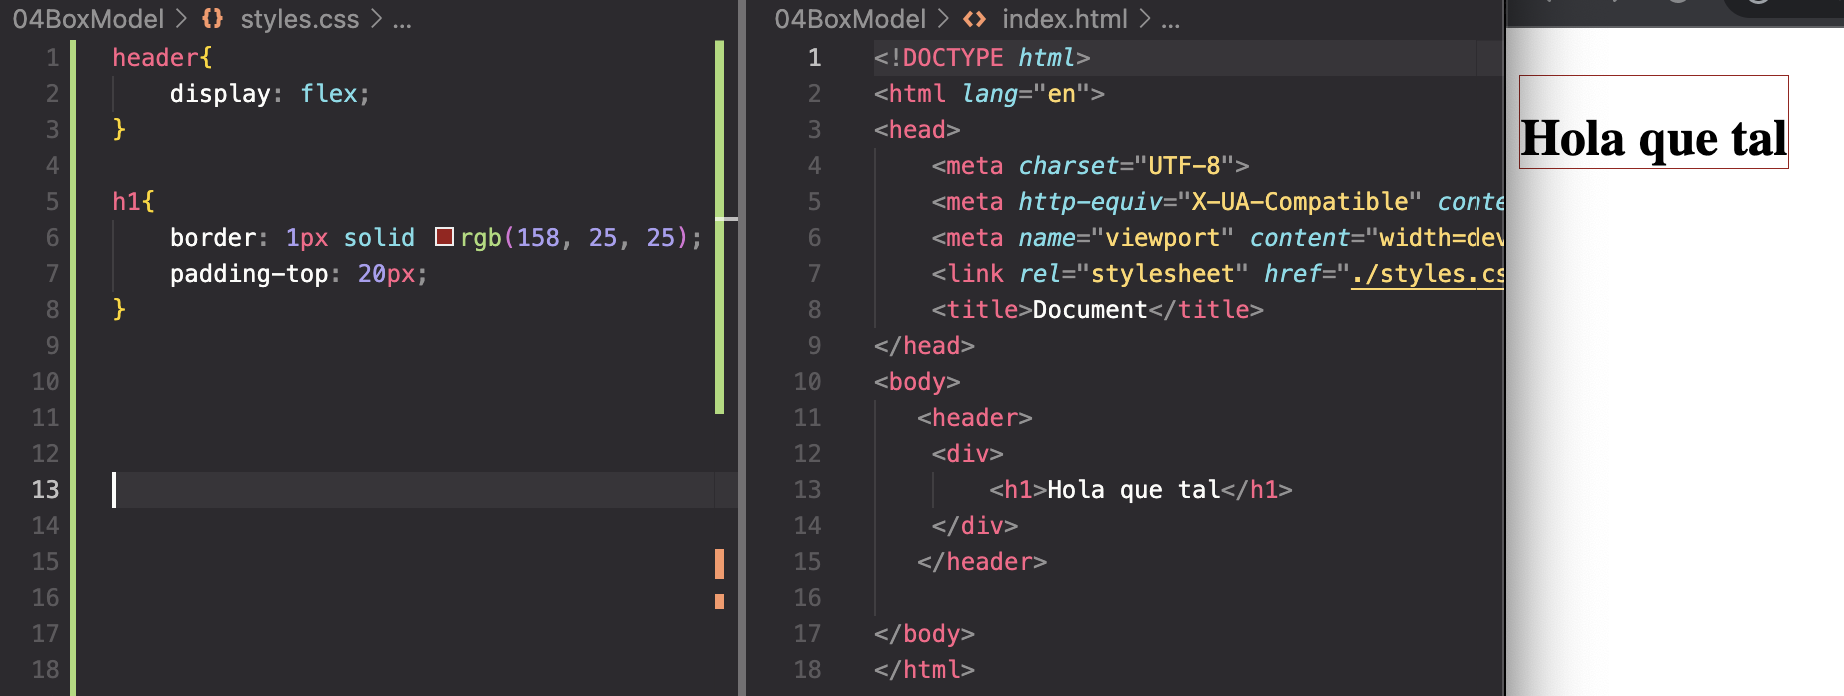 04BoxModel > {} styles.css > ...
1 header{
2 display: flex;
3 }
4
5 h1{
6 border: 1px solid rgb(158, 25, 25);
7 padding-top: 20px;
8 }
9
10
11
12
13
14
15
16
17
18
04BoxModel > <> index.html > ...
1 <!DOCTYPE html>
2 <html lang="en">
3 <head>
4 <meta charset="UTF-8">
5 <meta http-equiv="X-UA-Compatible" conte
6 <meta name="viewport" content="width=dev
7 <link rel="stylesheet" href="./styles.cs
8 <title>Document</title>
9 </head>
10 <body>
11 <header>
12 <div>
13 <h1>Hola que tal</h1>
14 </div>
15 </header>
16
17 </body>
18 </html>
Hola que tal